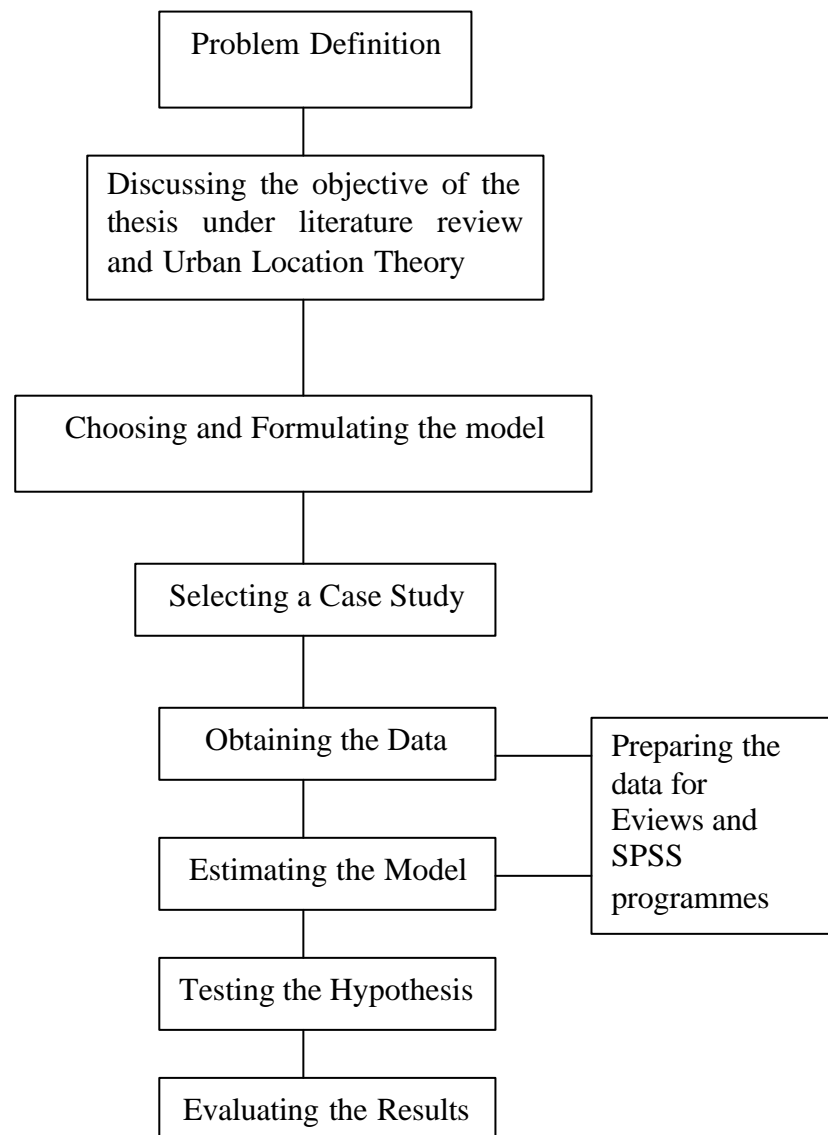 Problem Definition
Discussing the objective of the
thesis under literature review
and Urban Location Theory
Choosing and Formulating the model
Selecting a Case Study
Obtaining the Data
Preparing the
data for
Eviews and
SPSS
programmes
Estimating the Model
Testing the Hypothesis
Evaluating the Results